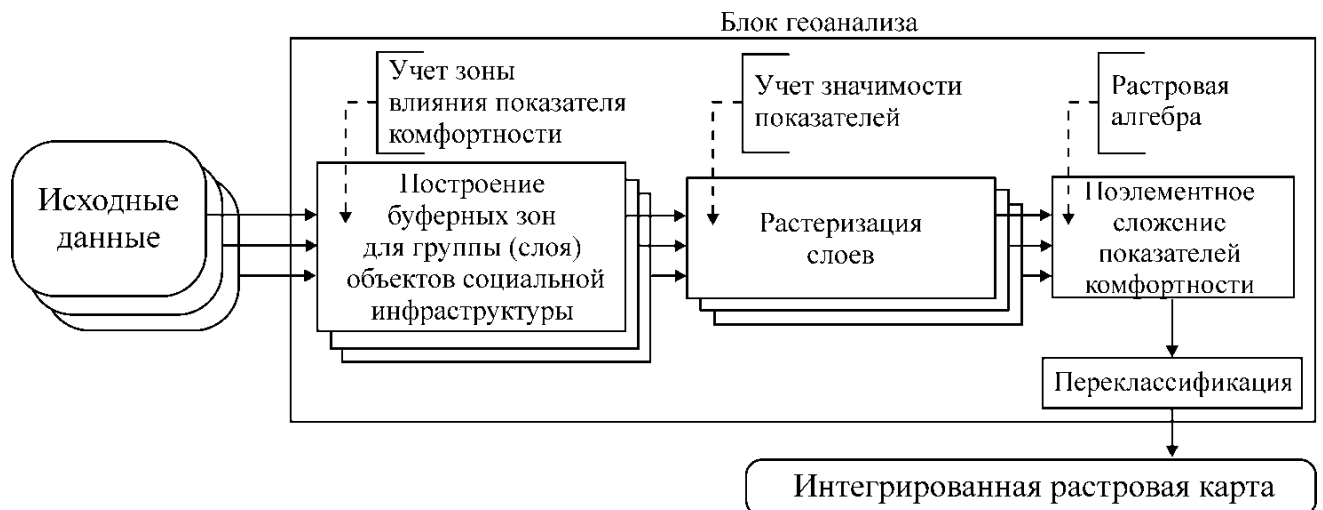 Блок геоанализа
Учет зоны
влияния показателя
комфортности
Учет значимости
показателей
Растровая
алгебра
Исходные
данные
Построение
буферных зон
для группы (слоя)
объектов социальной
инфраструктуры
Растеризация
слоев
Поэлементное
сложение
показателей
комфортности
Переклассификация
Интегрированная растровая карта